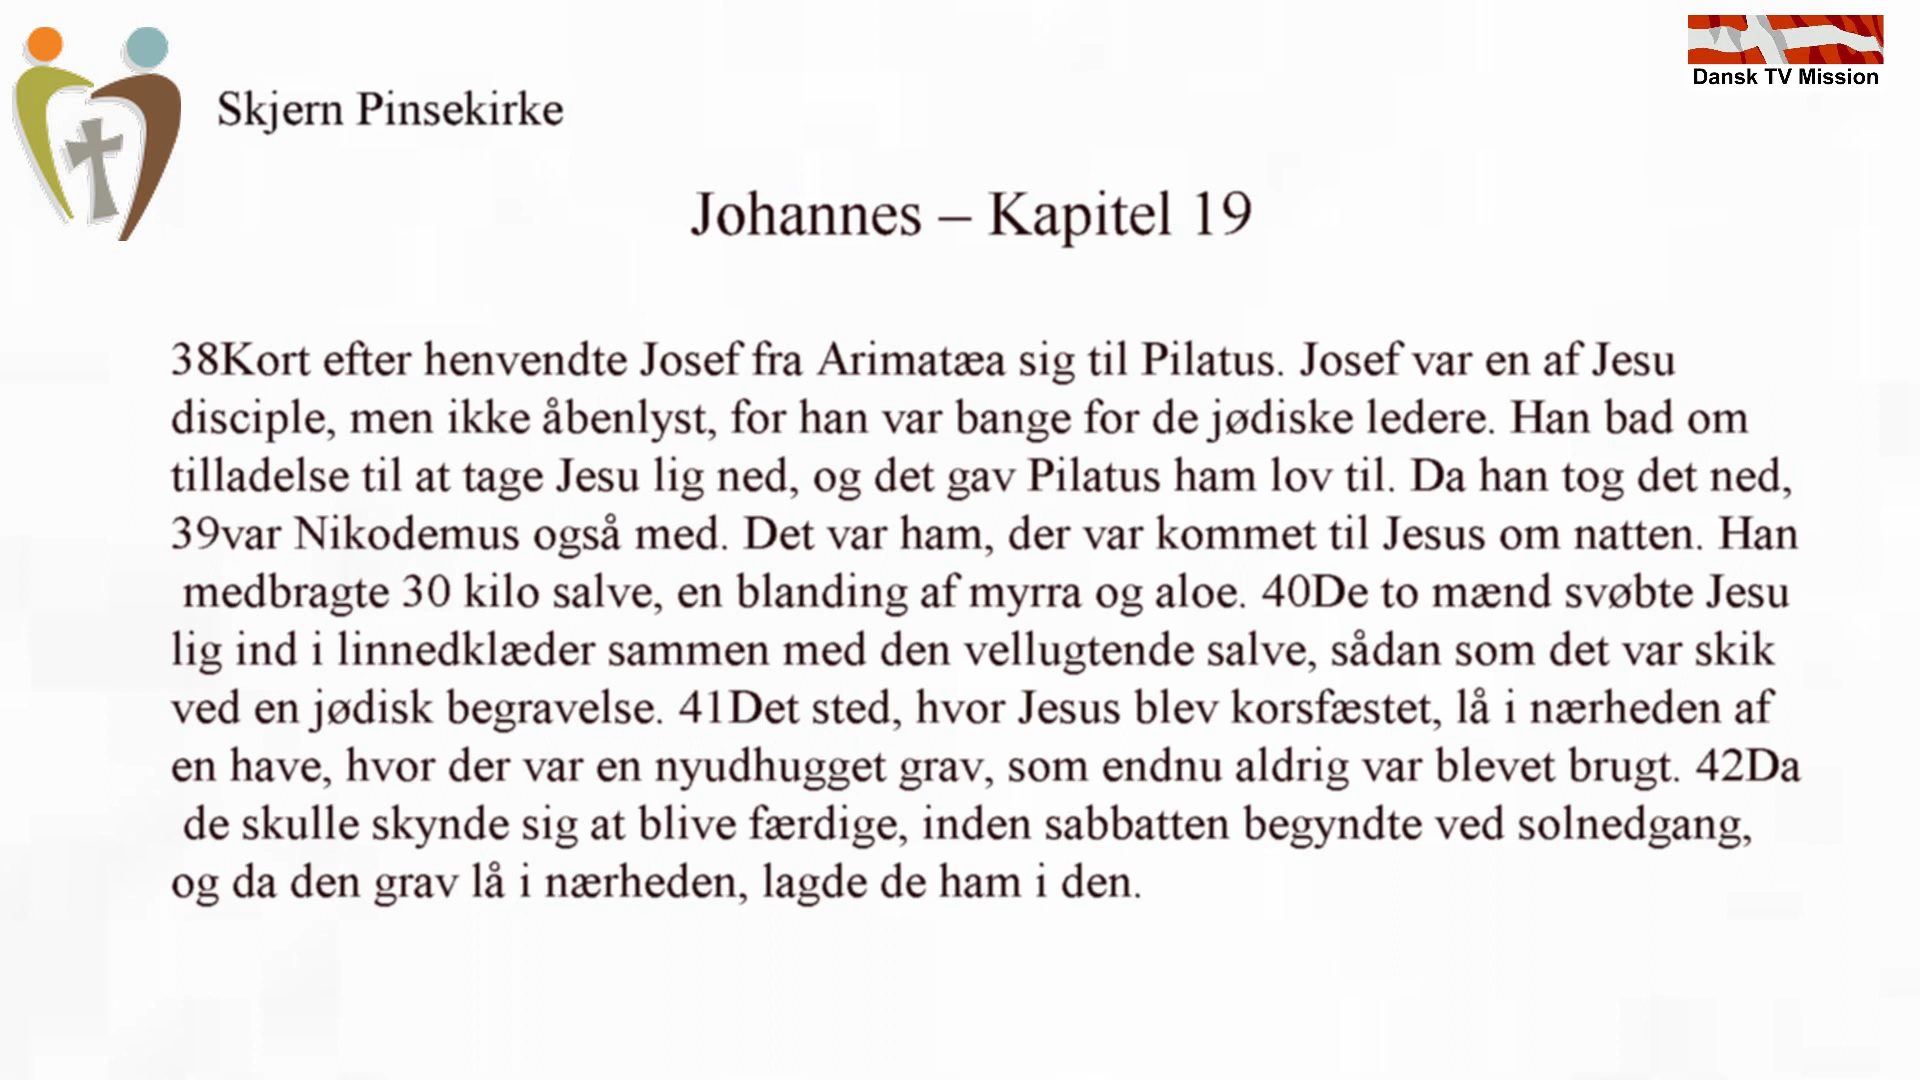 Dansk TV Mission
Skjern Pinsekirke
Johannes – Kapitel 19
38Kort efter henvendte Josef fra Arimatæa sig til Pilatus. Josef var en af Jesu
disciple, men ikke åbenlyst, for han var bange for de jødiske ledere. Han bad om
tilladelse til at tage Jesu lig ned, og det gav Pilatus ham lov til. Da han tog det ned,
39var Nikodemus også med. Det var ham, der var kommet til Jesus om natten. Han
medbragte 30 kilo salve, en blanding af myrra og aloe. 40De to mænd svøbte Jesu
lig ind i linnedklæder sammen med den vellugtende salve, sådan som det var skik
ved en jødisk begravelse. 41Det sted, hvor Jesus blev korsfæstet, lå i nærheden af
en have, hvor der var en nyudhugget grav, som endnu aldrig var blevet brugt. 42Da
de skulle skynde sig at blive færdige, inden sabbatten begyndte ved solnedgang,
og da den grav lå i nærheden, lagde de ham i den.